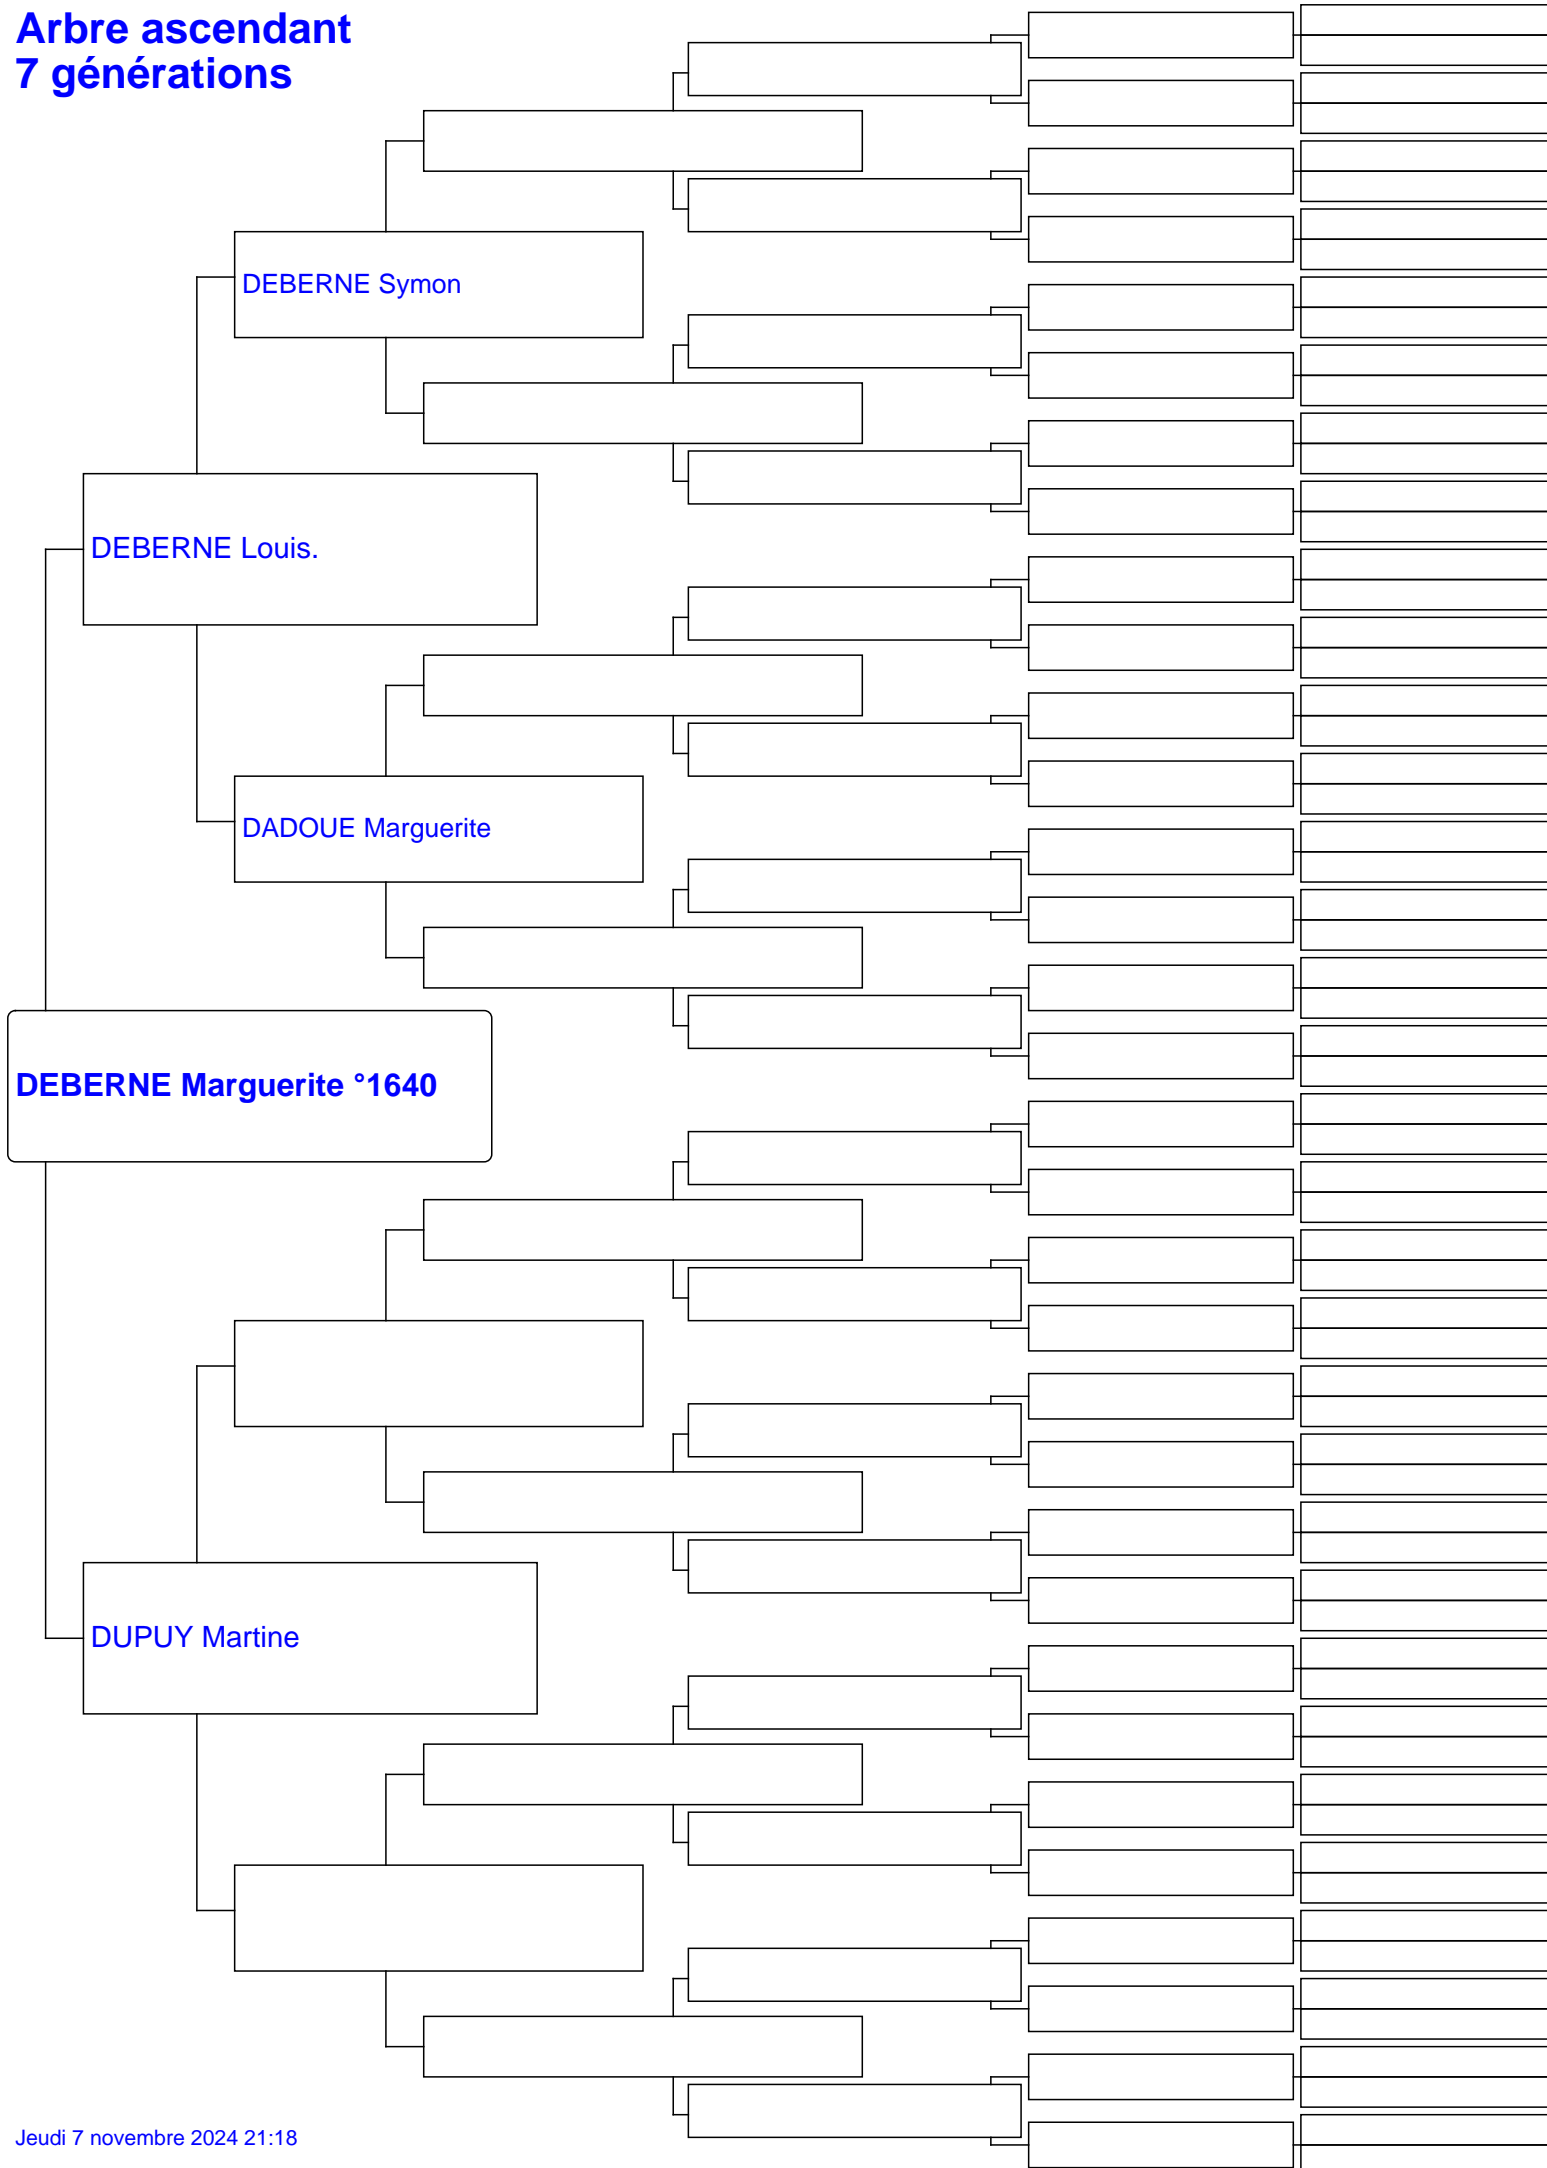 Arbre ascendant
7 générations
DEBERNE Symon
DEBERNE Louis.
DADOUE Marguerite
DEBERNE Marguerite °1640
DUPUY Martine
Jeudi 7 novembre 2024 21:18